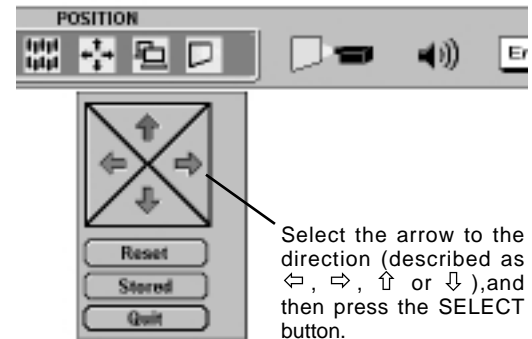 POSITION
En
Reset
Stored
Quit
Select the arrow to the
direction (described as
⇦ , ⇨ , ⇧ or ⇩ ),and
then press the SELECT
button.